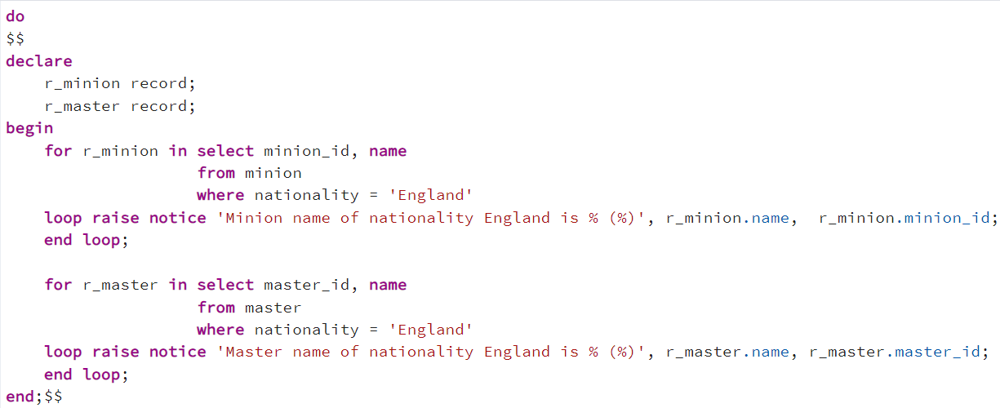 do
$$
declare
    r_minion record;
    r_master record;
begin
    for r_minion in select minion_id, name
                    from minion
                    where nationality = 'England'
    loop raise notice 'Minion name of nationality England is % (%)', r_minion.name,  r_minion.minion_id;
    end loop;

    for r_master in select master_id, name
                    from master
                    where nationality = 'England'
    loop raise notice 'Master name of nationality England is % (%)', r_master.name, r_master.master_id;
    end loop;
end;$$